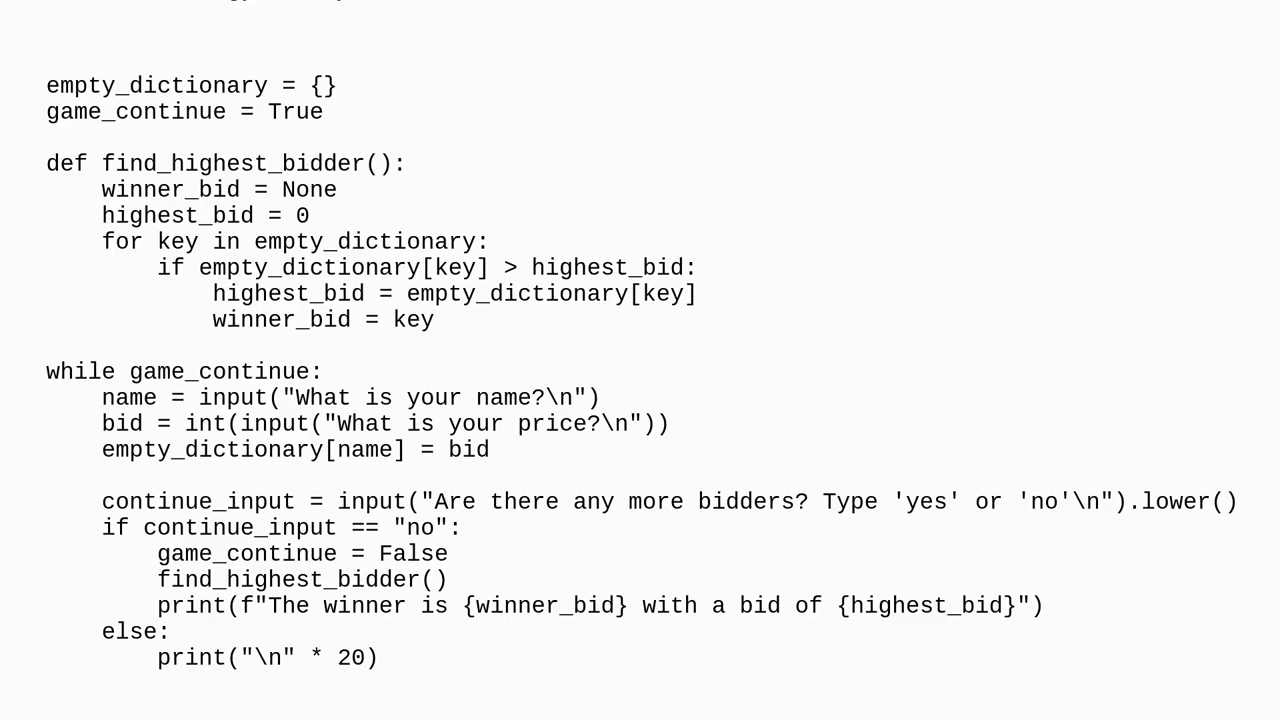 empty_dictionary = {}
game_continue = True
def find_highest_bidder():
    winner_bid = None
    highest_bid = 0
    for key in empty_dictionary:
        if empty_dictionary[key] > highest_bid:
            highest_bid = empty_dictionary[key]
            winner_bid = key
while game_continue:
    name = input("What is your name?\n")
    bid = int(input("What is your price?\n"))
    empty_dictionary[name] = bid
    continue_input = input("Are there any more bidders? Type 'yes' or 'no'\n").lower()
    if continue_input == "no":
        game_continue = False
        find_highest_bidder()
        print(f"The winner is {winner_bid} with a bid of {highest_bid}")
    else:
        print("\n" * 20)